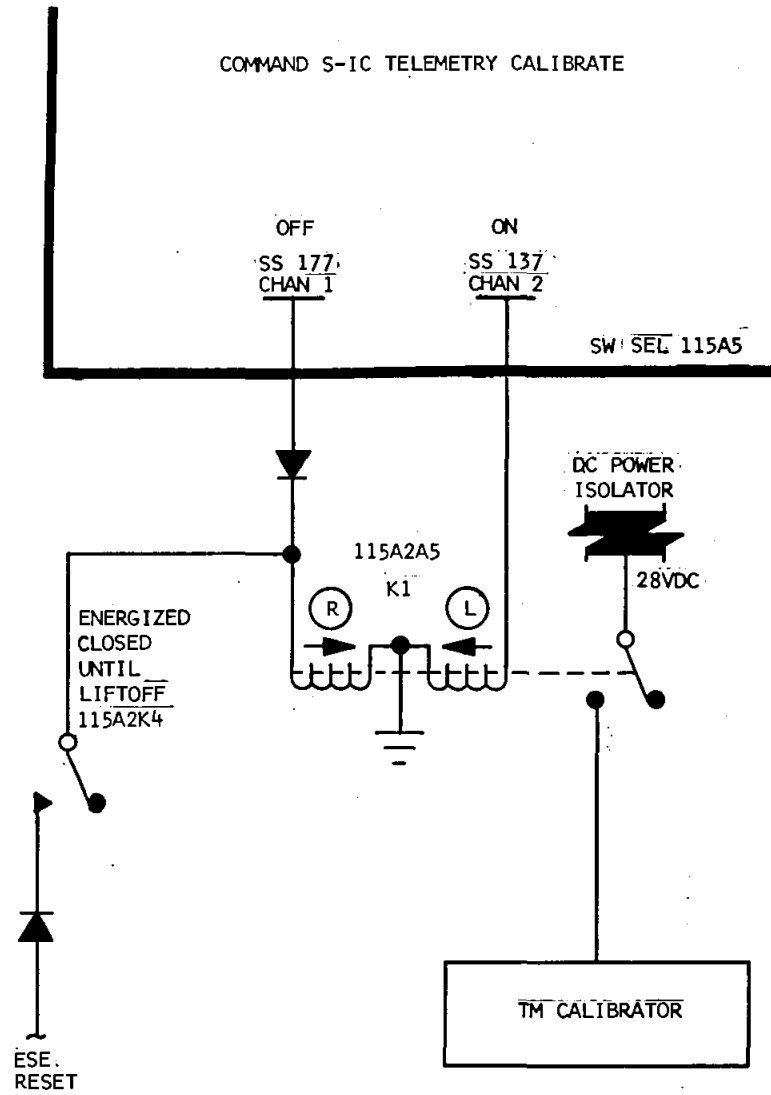 COMMAND S-IC TELEMETRY CALIBRATE
OFF
SS 177
CHAN 1
ON
SS 137
CHAN 2
SW SEL 115A5
DC POWER
ISOLATOR
28VDC
115A2A5
K1
R
L
ENERGIZED
CLOSED
UNTIL
LIFTOFF
115A2K4
TM CALIBRATOR
ESE
RESET